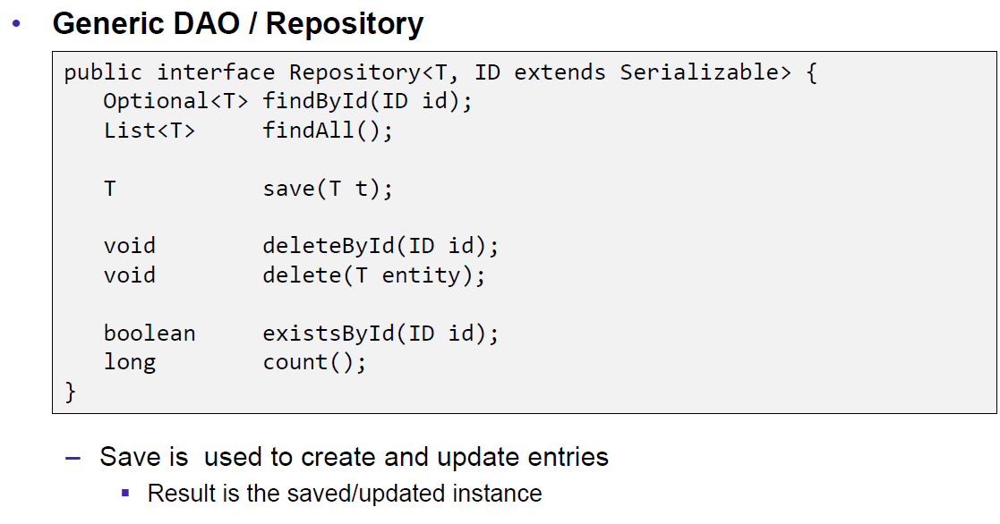 • Generic DAO / Repository
public interface Repository<T, ID extends Serializable> {
   Optional<T> findById(ID id);
   List<T>     findAll();

   T           save(T t);

   void        deleteById(ID id);
   void        delete(T entity);

   boolean     existsById(ID id);
   long        count();
}
– Save is  used to create and update entries
▪ Result is the saved/updated instance